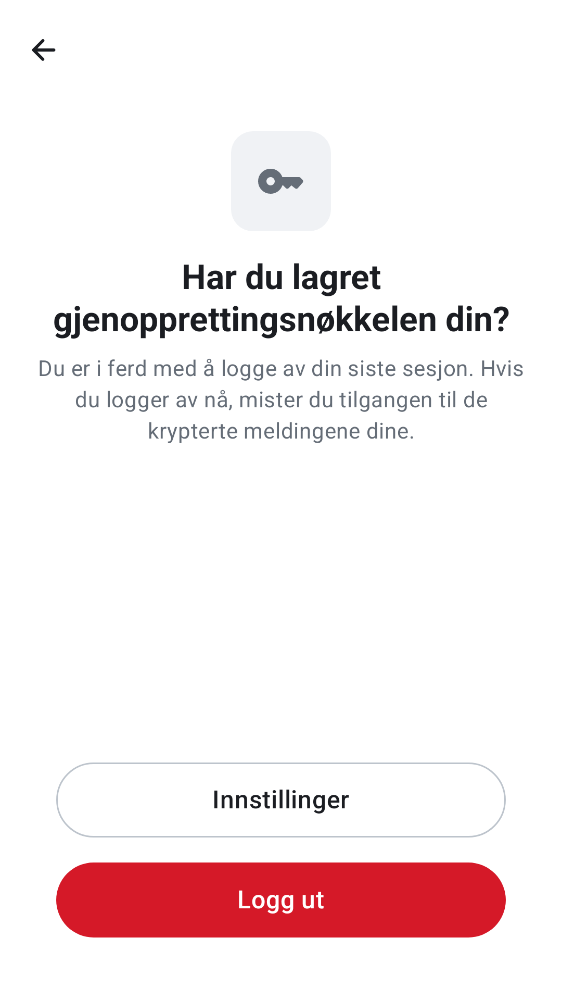 Har du lagret
gjenopprettingsnøkkelen din?
Du er i ferd med å logge av din siste sesjon. Hvis
du logger av nå, mister du tilgangen til de
krypterte meldingene dine.
Innstillinger
Logg ut